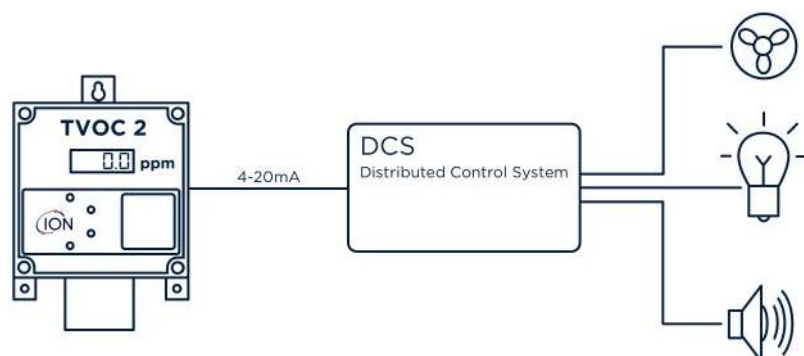 TVOC 2
0.0 ppm
ION
4-20mA
DCS
Distributed Control System